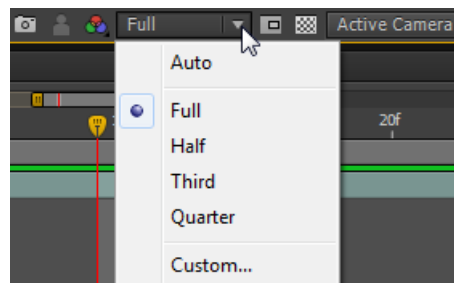 Full Active Camera
Auto
Full
20f
Half
Third
Quarter
Custom...